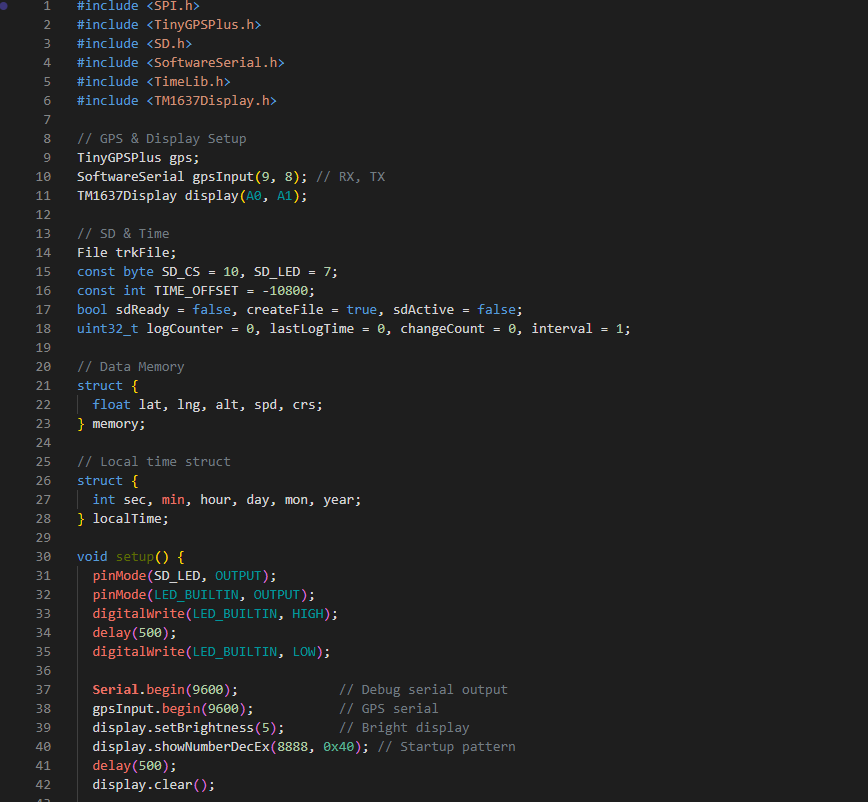 1 #include <SPI.h>
2 #include <TinyGPSPlus.h>
3 #include <SD.h>
4 #include <SoftwareSerial.h>
5 #include <TimeLib.h>
6 #include <TM1637Display.h>
7
8 // GPS & Display Setup
9 TinyGPSPlus gps;
10 SoftwareSerial gpsInput(9, 8); // RX, TX
11 TM1637Display display(A0, A1);
12
13 // SD & Time
14 File trkFile;
15 const byte SD_CS = 10, SD_LED = 7;
16 const int TIME_OFFSET = -10800;
17 bool sdReady = false, createFile = true, sdActive = false;
18 uint32_t logCounter = 0, lastLogTime = 0, changeCount = 0, interval = 1;
19
20 // Data Memory
21 struct {
22   float lat, lng, alt, spd, crs;
23 } memory;
24
25 // Local time struct
26 struct {
27   int sec, min, hour, day, mon, year;
28 } localTime;
29
30 void setup() {
31   pinMode(SD_LED, OUTPUT);
32   pinMode(LED_BUILTIN, OUTPUT);
33   digitalWrite(LED_BUILTIN, HIGH);
34   delay(500);
35   digitalWrite(LED_BUILTIN, LOW);
36
37   Serial.begin(9600);             // Debug serial output
38   gpsInput.begin(9600);           // GPS serial
39   display.setBrightness(5);       // Bright display
40   display.showNumberDecEx(8888, 0x40); // Startup pattern
41   delay(500);
42   display.clear();